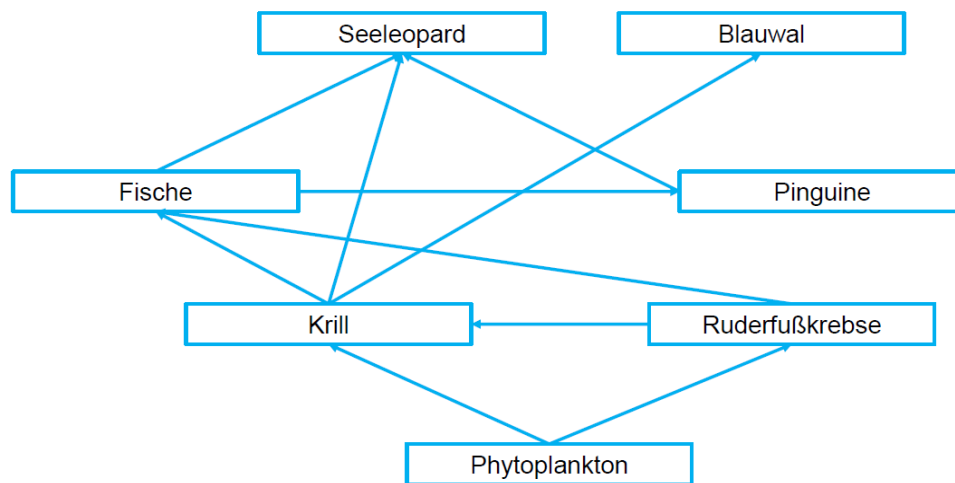 Seeleopard
Blauwal
Fische
Pinguine
Krill
Ruderfußkrebse
Phytoplankton